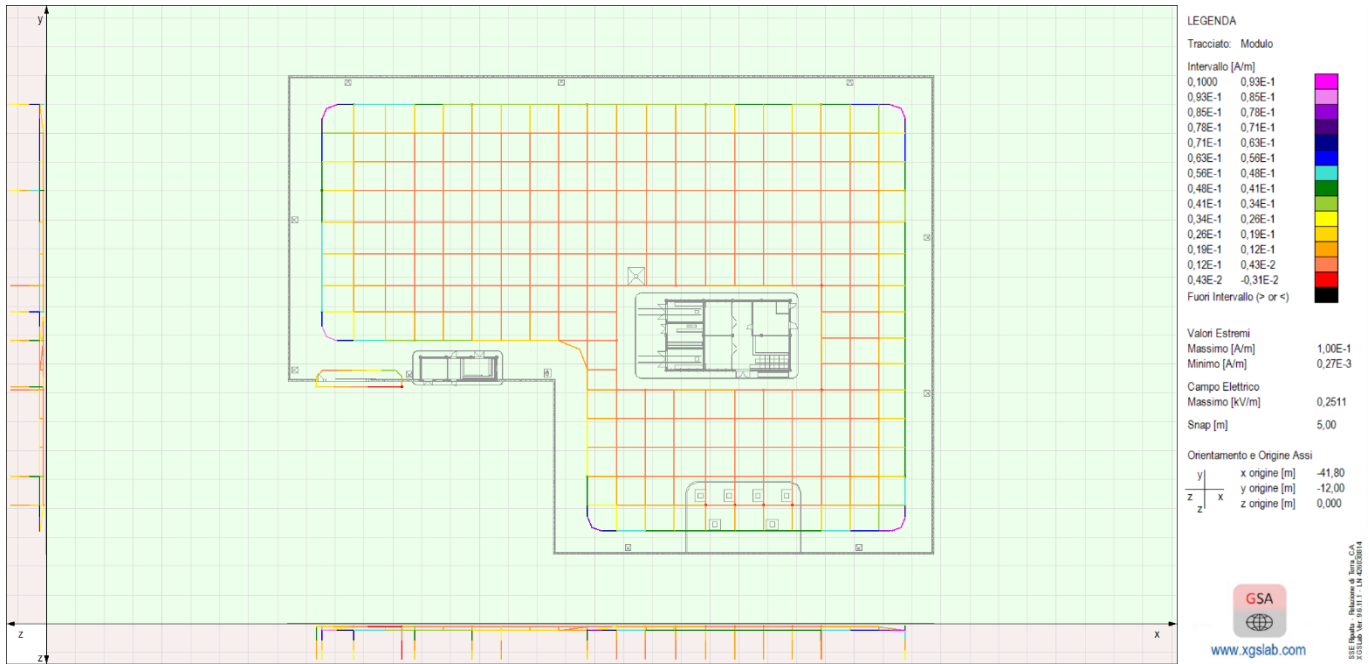 y
z
z
x
LEGENDA
Tracciato: Modulo
Intervallo [A/m]
0,1000 0,93E-1
0,93E-1 0,85E-1
0,85E-1 0,78E-1
0,78E-1 0,71E-1
0,71E-1 0,63E-1
0,63E-1 0,56E-1
0,56E-1 0,48E-1
0,48E-1 0,41E-1
0,41E-1 0,34E-1
0,34E-1 0,26E-1
0,26E-1 0,19E-1
0,19E-1 0,12E-1
0,12E-1 0,43E-2
0,43E-2 -0,31E-2
Fuori Intervallo (> or <)
Valori Estremi
Massimo [A/m] 1,00E-1
Minimo [A/m] 0,27E-3
Campo Elettrico
Massimo [kV/m] 0,2511
Snap [m] 5,00
Orientamento e Origine Assi
y x origine [m] -41,80
z x y origine [m] -12,00
z z origine [m] 0,000
GSA
www.xgslab.com